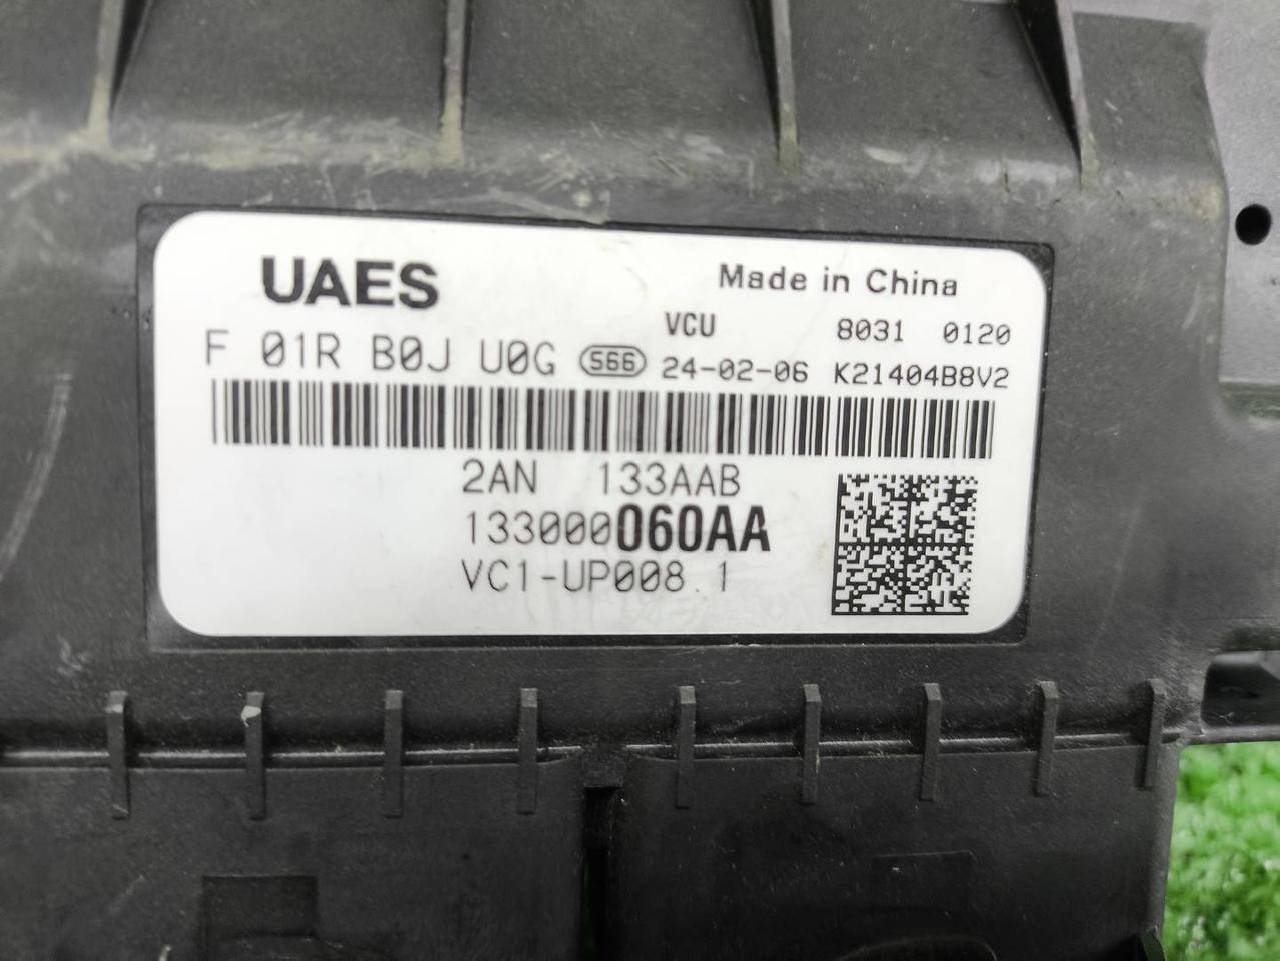 UAES
Made in China
VCU 8031 0120
F 01R B0J U0G 566 24-02-06 K21404B8V2
2AN 133AAB
133000060AA
VC1-UP008.1